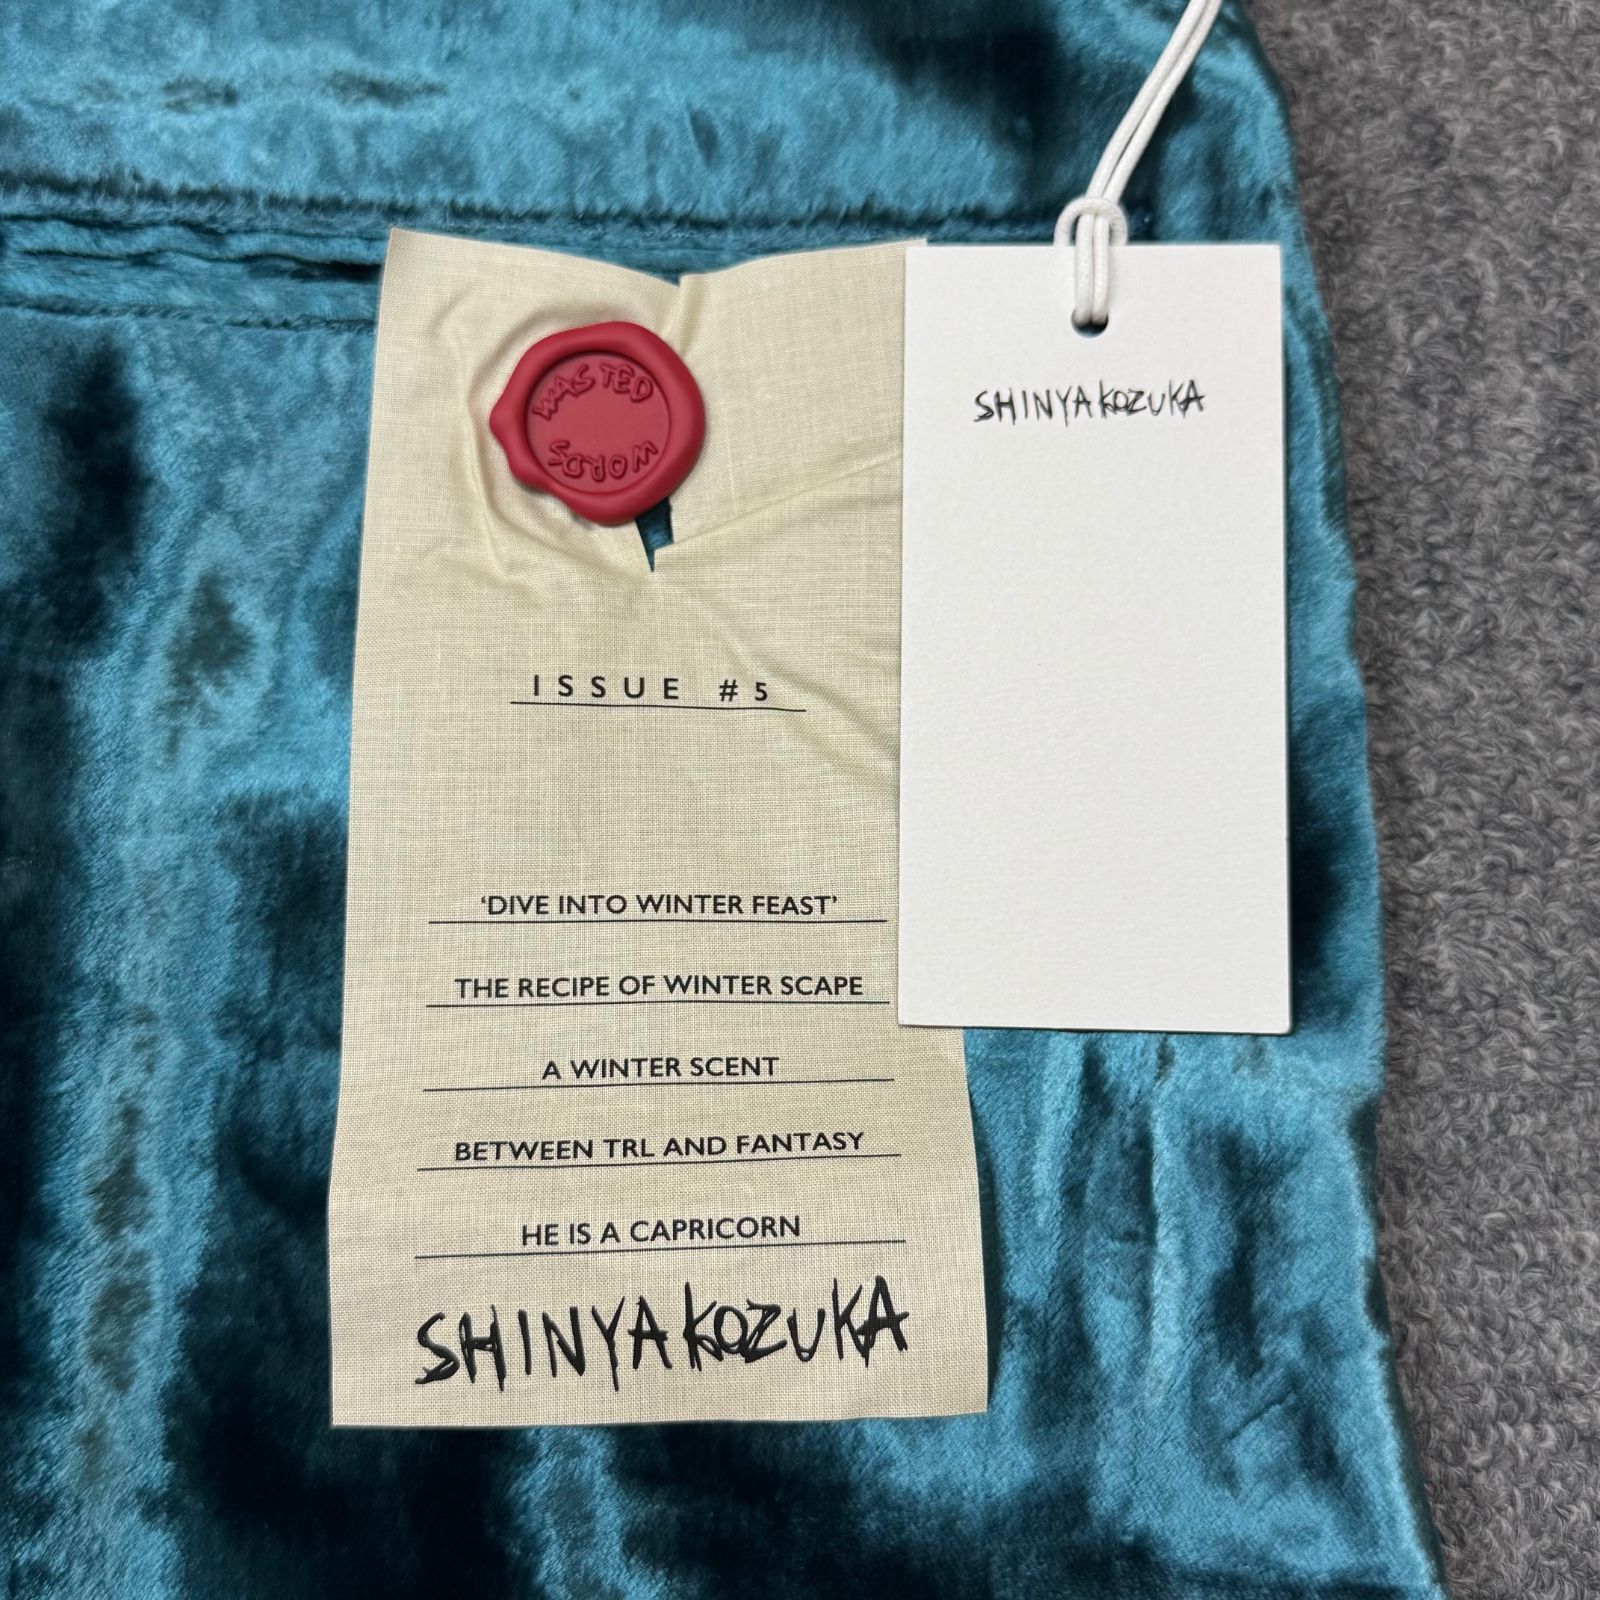 WASTED
WORDS
ISSUE #5
‘DIVE INTO WINTER FEAST’
THE RECIPE OF WINTER SCAPE
A WINTER SCENT
BETWEEN TRL AND FANTASY
HE IS A CAPRICORN
SHINYAKOZUKA
SHINYAKOZUKA